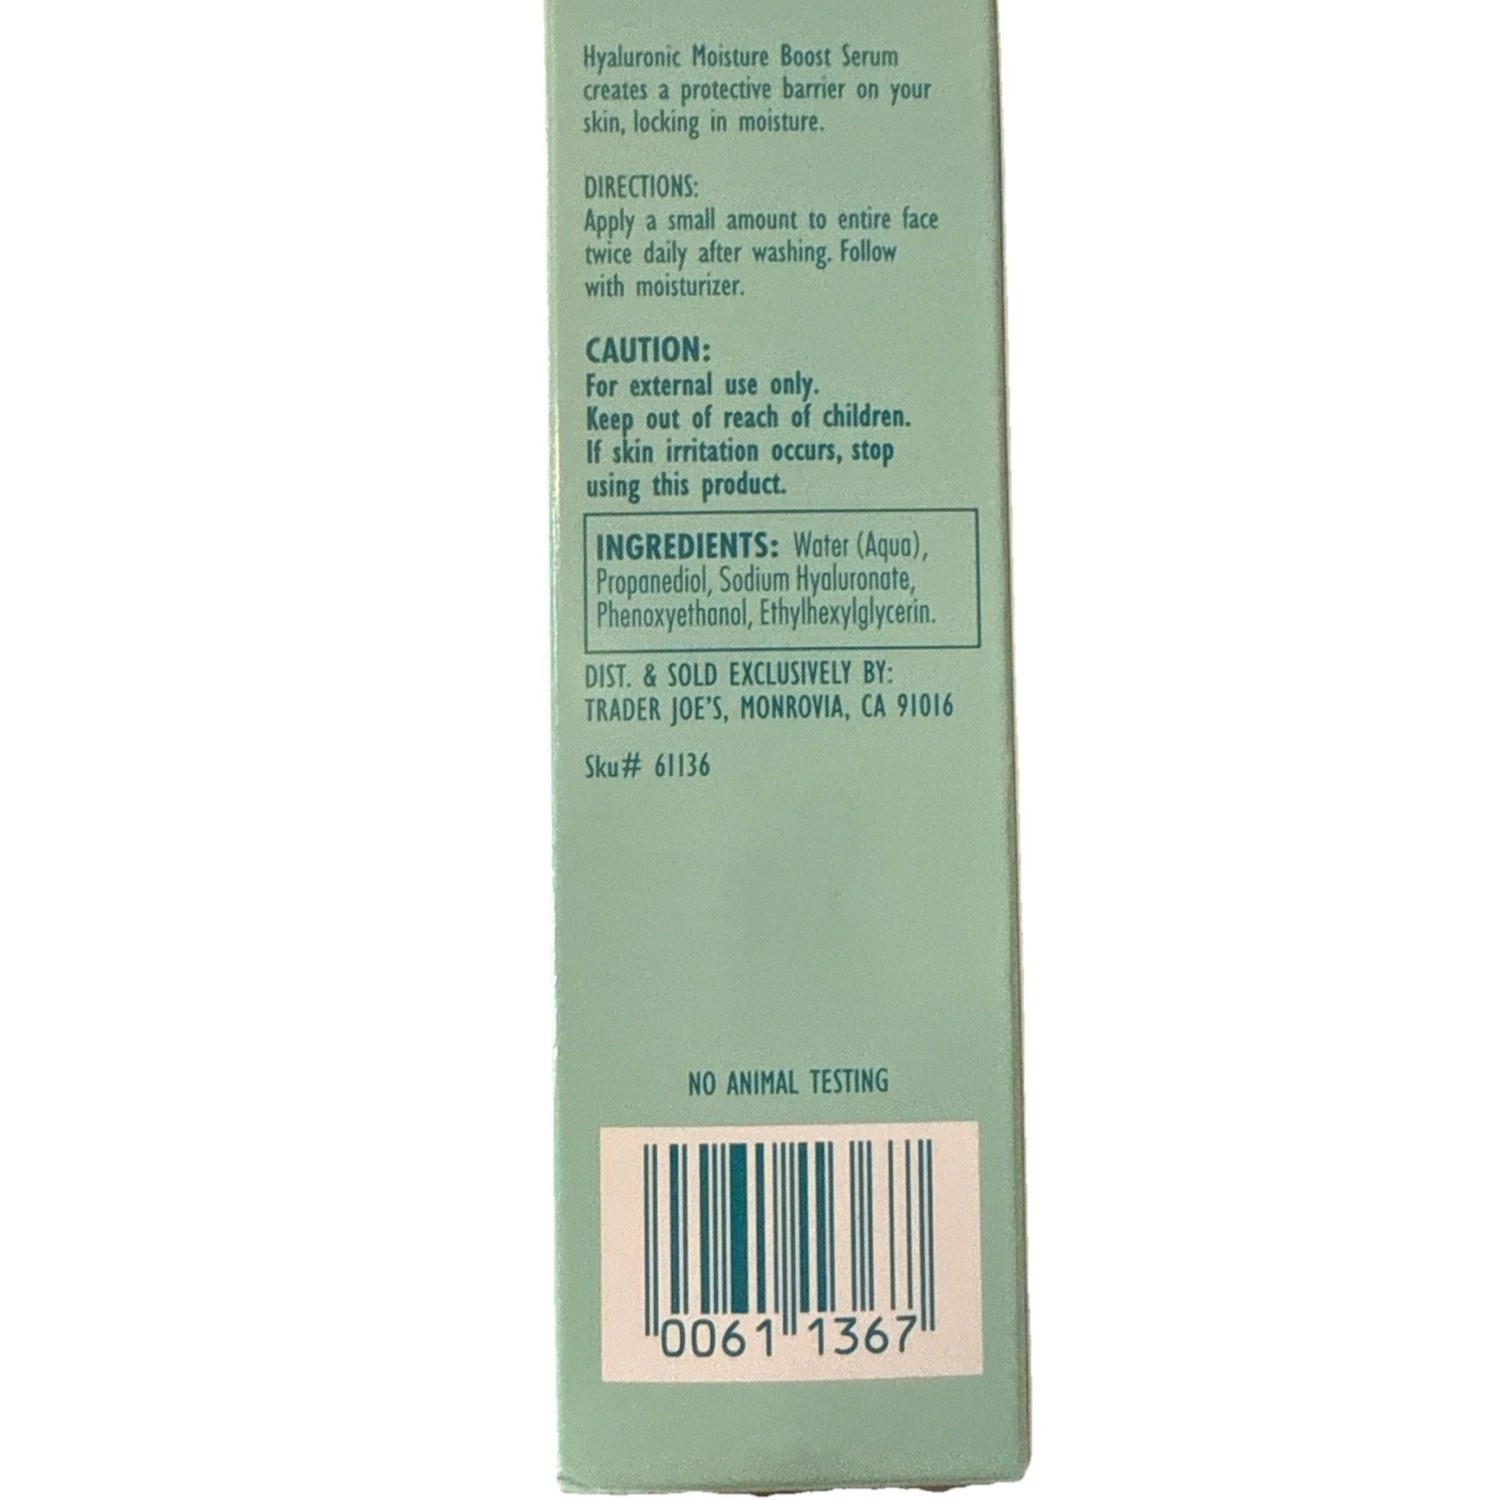 Hyaluronic Moisture Boost Serum
creates a protective barrier on your
skin, locking in moisture.
DIRECTIONS:
Apply a small amount to entire face
twice daily after washing. Follow
with moisturizer.
CAUTION:
For external use only.
Keep out of reach of children.
If skin irritation occurs, stop
using this product.
INGREDIENTS: Water (Aqua),
Propanediol, Sodium Hyaluronate,
Phenoxyethanol, Ethylhexylglycerin.
DIST. & SOLD EXCLUSIVELY BY:
TRADER JOE'S, MONROVIA, CA 91016
Sku# 61136
NO ANIMAL TESTING
0061 1367